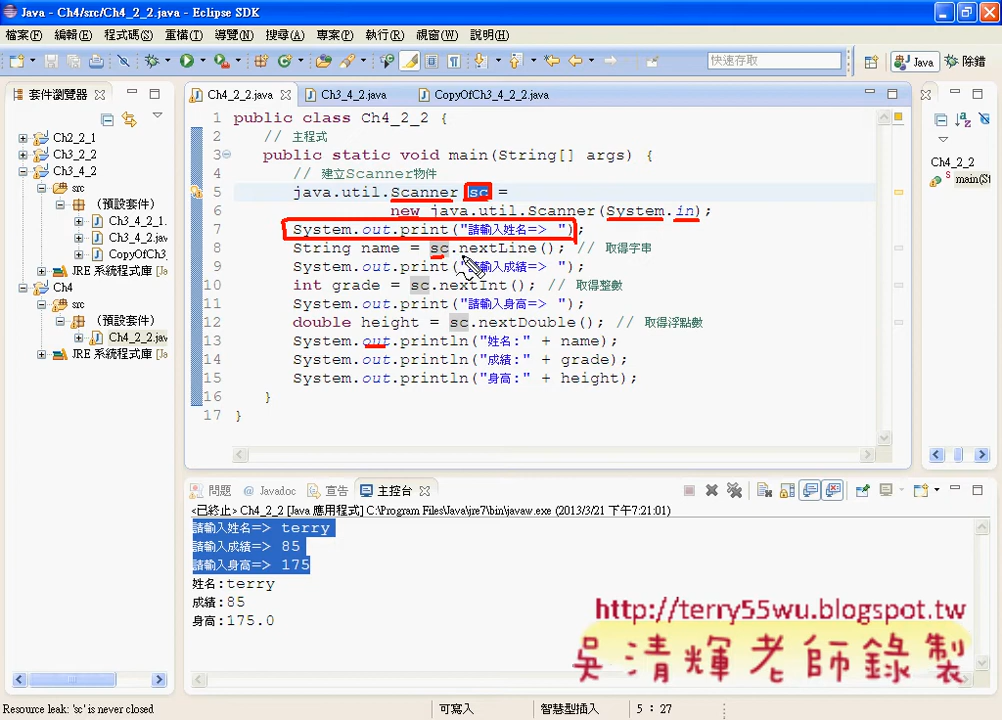 Java - Ch4/src/Ch4_2_2.java - Eclipse SDK
檔案(F) 編輯(E) 程式碼(S) 重構(T) 導覽(N) 搜尋(A) 專案(P) 執行(R) 視窗(W) 說明(H)
快速存取 Java 除錯
套件瀏覽器
Ch2_2_1
Ch3_2_2
Ch3_4_2
src
(預設套件)
Ch3_4_2_1.
Ch3_4_2.jav
CopyOfCh3
JRE 系統程式庫 [Ja
Ch4
src
(預設套件)
Ch4_2_2.jav
JRE 系統程式庫 [Ja
Ch4_2_2.java Ch3_4_2.java CopyOfCh3_4_2_2.java
1 public class Ch4_2_2 {
2 // 主程式
3 public static void main(String[] args) {
4 // 建立Scanner物件
5 java.util.Scanner sc =
6 new java.util.Scanner(System.in);
7 System.out.print("請輸入姓名=> ");
8 String name = sc.nextLine(); // 取得字串
9 System.out.print("請輸入成績=> ");
10 int grade = sc.nextInt(); // 取得整數
11 System.out.print("請輸入身高=> ");
12 double height = sc.nextDouble(); // 取得浮點數
13 System.out.println("姓名:" + name);
14 System.out.println("成績:" + grade);
15 System.out.println("身高:" + height);
16 }
17 }
Ch4_2_2
S main(St
問題 @ Javadoc 宣告 主控台
<已終止> Ch4_2_2 [Java 應用程式] C:\Program Files\Java\jre7\bin\javaw.exe (2013/3/21 下午7:21:01)
請輸入姓名=> terry
請輸入成績=> 85
請輸入身高=> 175
姓名:terry
成績:85
身高:175.0
http://terry55wu.blogspot.tw
吳清輝老師錄製
Resource leak: 'sc' is never closed 可寫入 智慧型插入 5 : 27